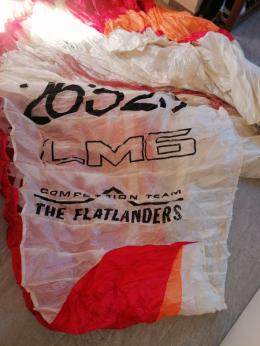 LM6
COMPETITION TEAM
THE FLATLANDERS